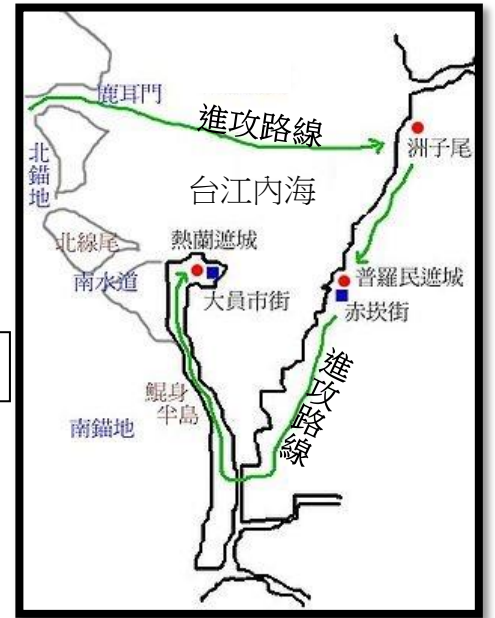 鹿耳門
進攻路線
洲子尾
北錨地
台江內海
北線尾
熱蘭遮城
南水道
大員市街
普羅民遮城
赤崁街
鯤身
半島
進攻路線
南錨地